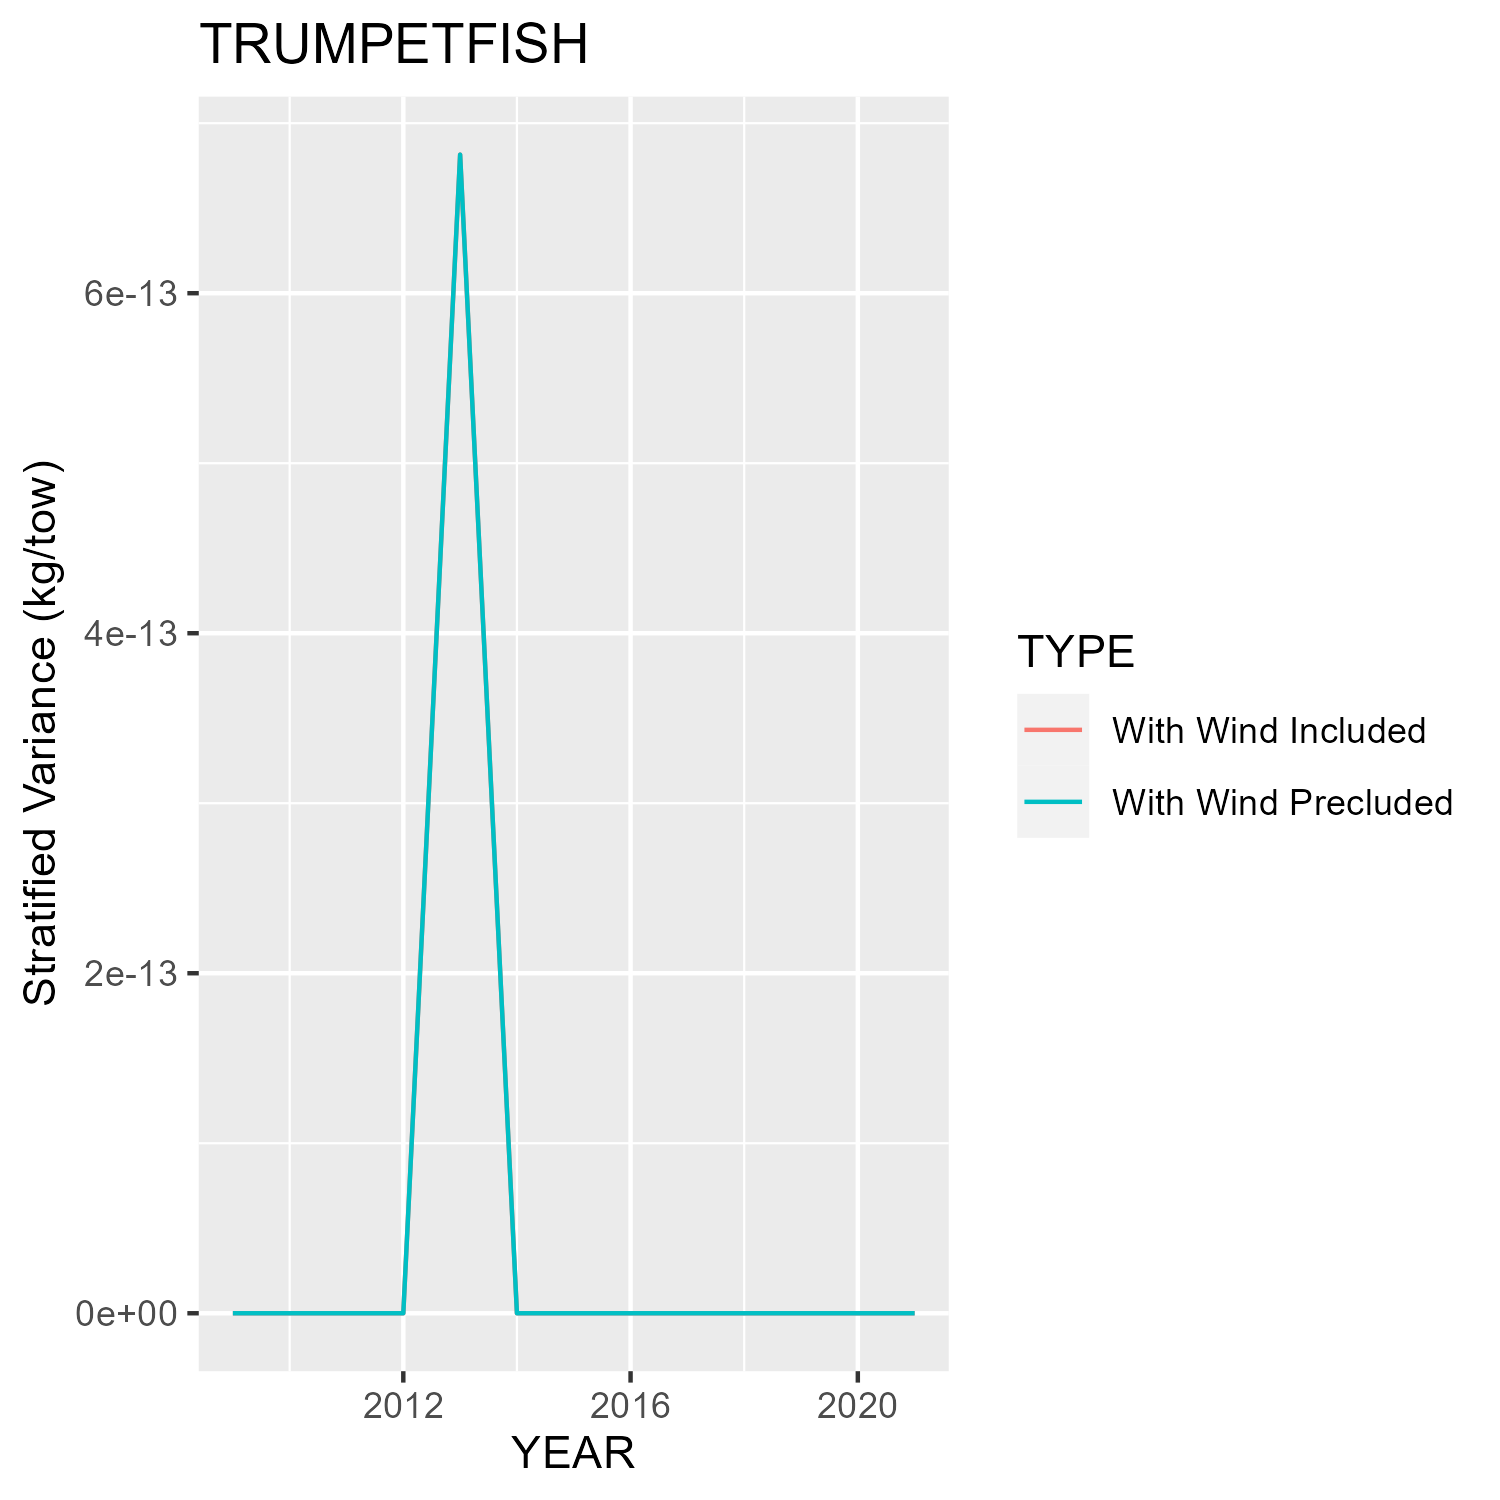 TRUMPETFISH
Stratified Variance (kg/tow)
6e-13
4e-13
2e-13
0e+00
2012
2016
2020
YEAR
TYPE
With Wind Included
With Wind Precluded